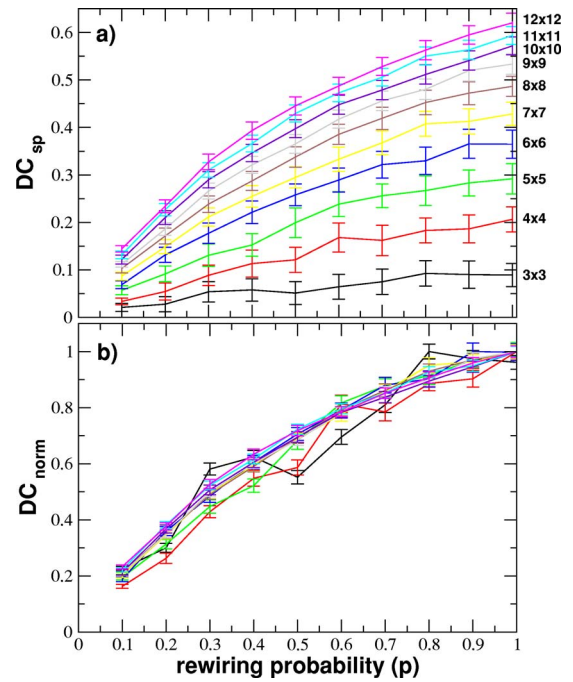 a)
0.6
0.5
0.4
0.3
0.2
0.1
0
DCsp
12x12
11x11
10x10
9x9
8x8
7x7
6x6
5x5
4x4
3x3
b)
1
0.8
0.6
0.4
0.2
0
DCnorm
0 0.1 0.2 0.3 0.4 0.5 0.6 0.7 0.8 0.9 1
rewiring probability (p)